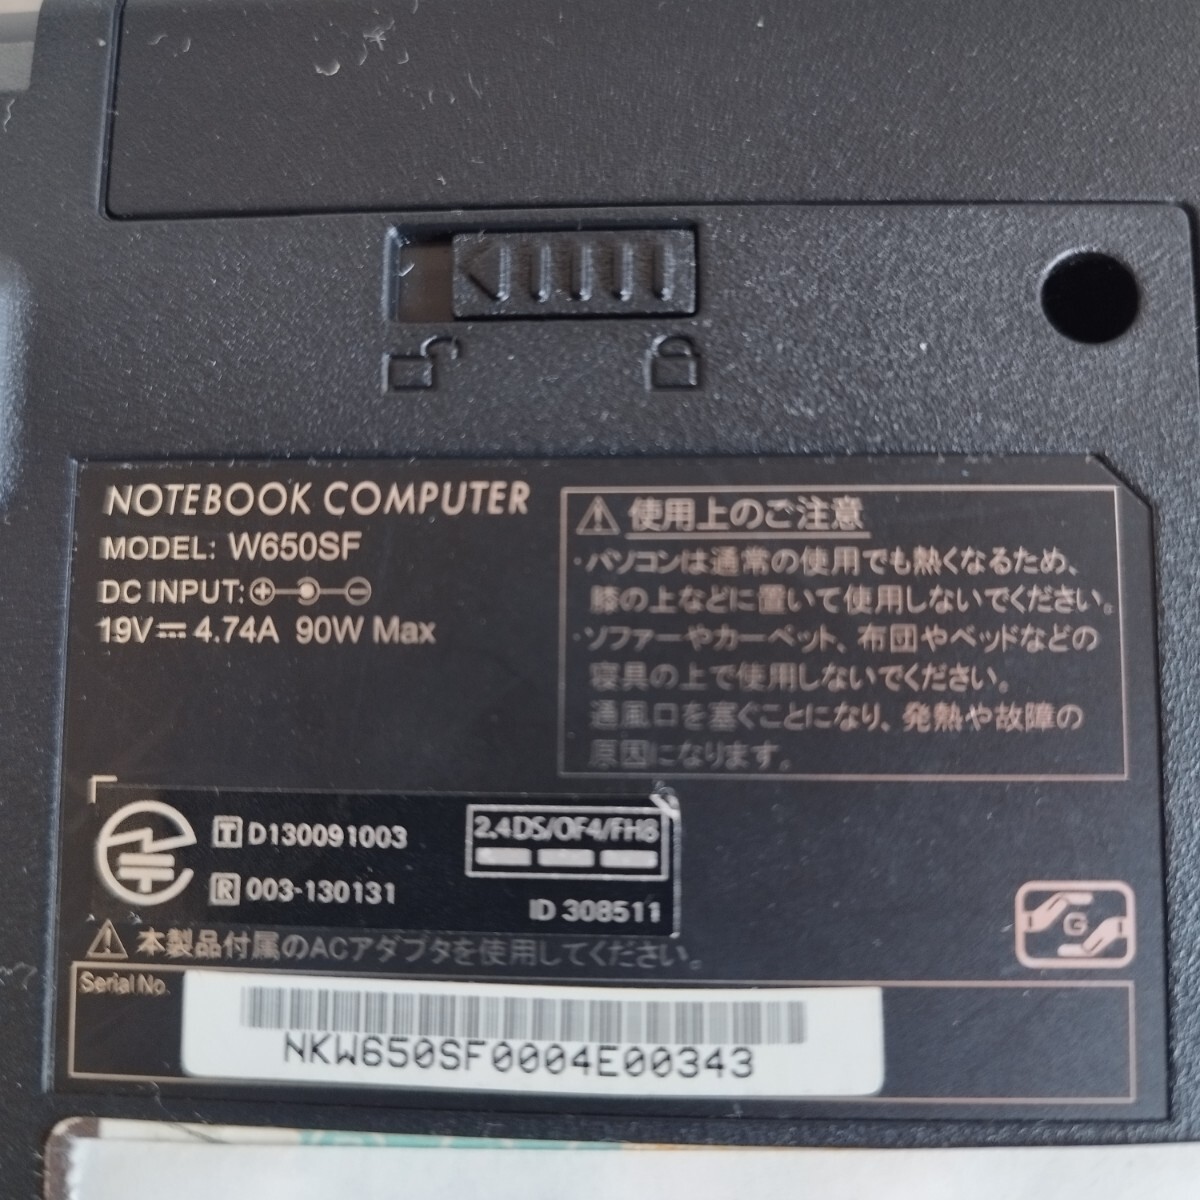 NOTEBOOK COMPUTER
MODEL: W650SF
DC INPUT:
19V 4.74A 90W Max
使用上のご注意
・パソコンは通常の使用でも熱くなるため、
膝の上などに置いて使用しないでください。
・ソファーやカーペット、布団やベッドなどの
寝具の上で使用しないでください。
通風口を塞ぐことになり、発熱や故障の
原因になります。
T D130091003
R 003-130131
2.4DS/OF4/FH8
ID 308511
本製品付属のACアダプタを使用してください。
G
Serial No.
NKW650SF0004E00343